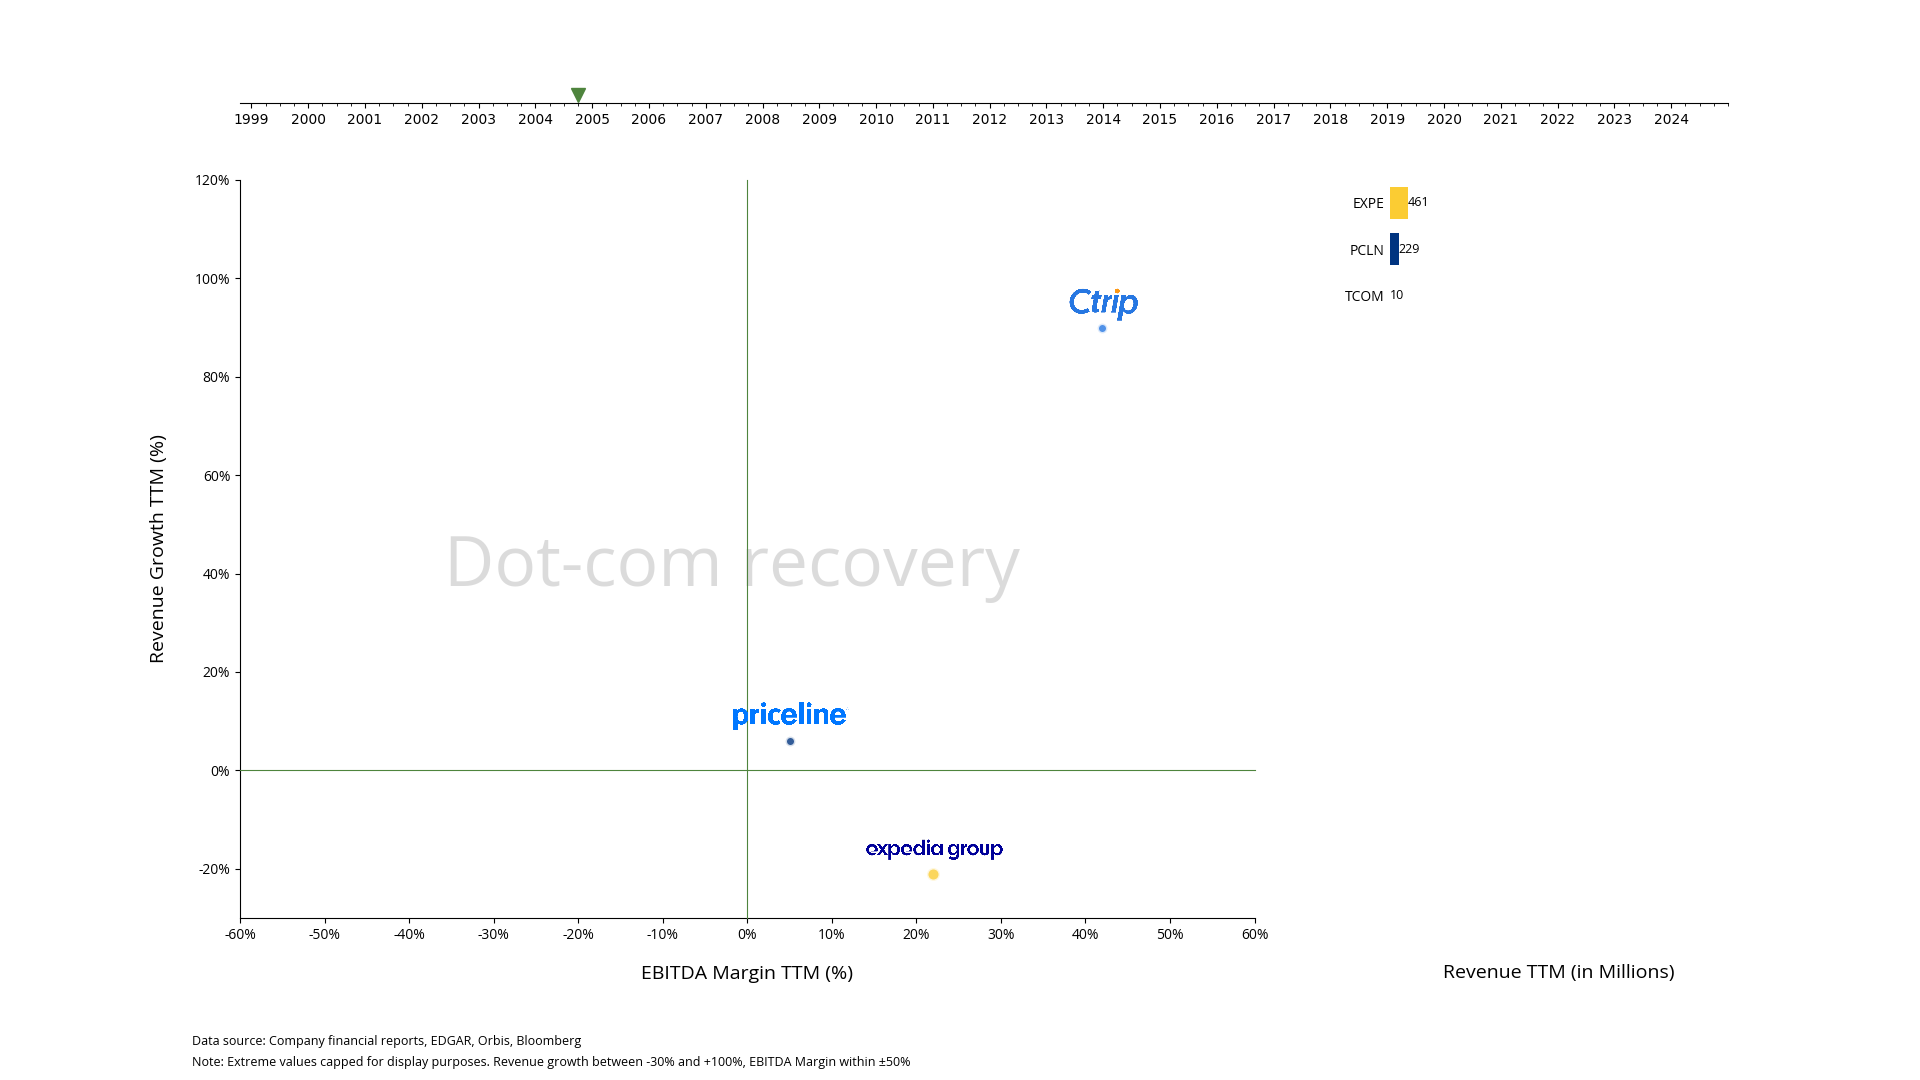 1999 2000 2001 2002 2003 2004 2005 2006 2007 2008 2009 2010 2011 2012 2013 2014 2015 2016 2017 2018 2019 2020 2021 2022 2023 2024
120%
100%
80%
60%
40%
20%
0%
-20%
Revenue Growth TTM (%)
Ctrip
Dot-com recovery
priceline
expedia group
-60% -50% -40% -30% -20% -10% 0% 10% 20% 30% 40% 50% 60%
EBITDA Margin TTM (%)
EXPE 461
PCLN 229
TCOM 10
Revenue TTM (in Millions)
Data source: Company financial reports, EDGAR, Orbis, Bloomberg
Note: Extreme values capped for display purposes. Revenue growth between -30% and +100%, EBITDA Margin within ±50%